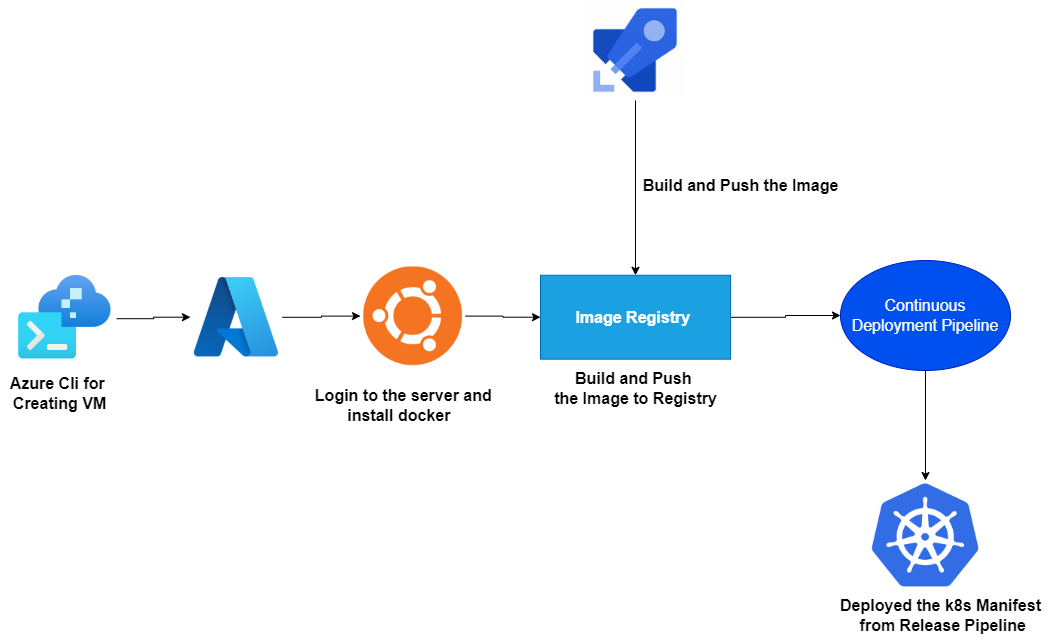 Build and Push the Image
Azure Cli for
Creating VM
Login to the server and
install docker
Image Registry
Build and Push
the Image to Registry
Continuous
Deployment Pipeline
Deployed the k8s Manifest
from Release Pipeline